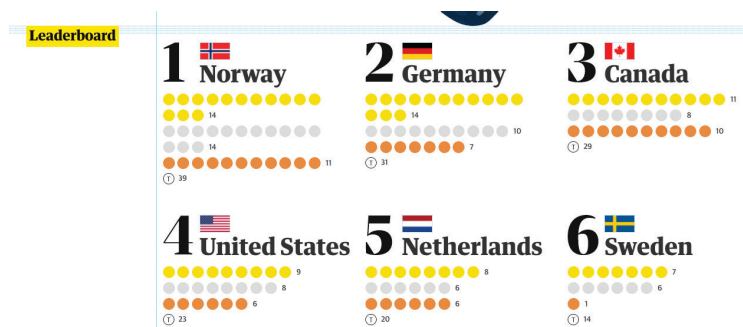 Leaderboard
1 Norway
14
14
11
T 39
2 Germany
14
10
7
T 31
3 Canada
11
8
10
T 29
4 United States
9
8
6
T 23
5 Netherlands
8
6
6
T 20
6 Sweden
7
6
1
T 14